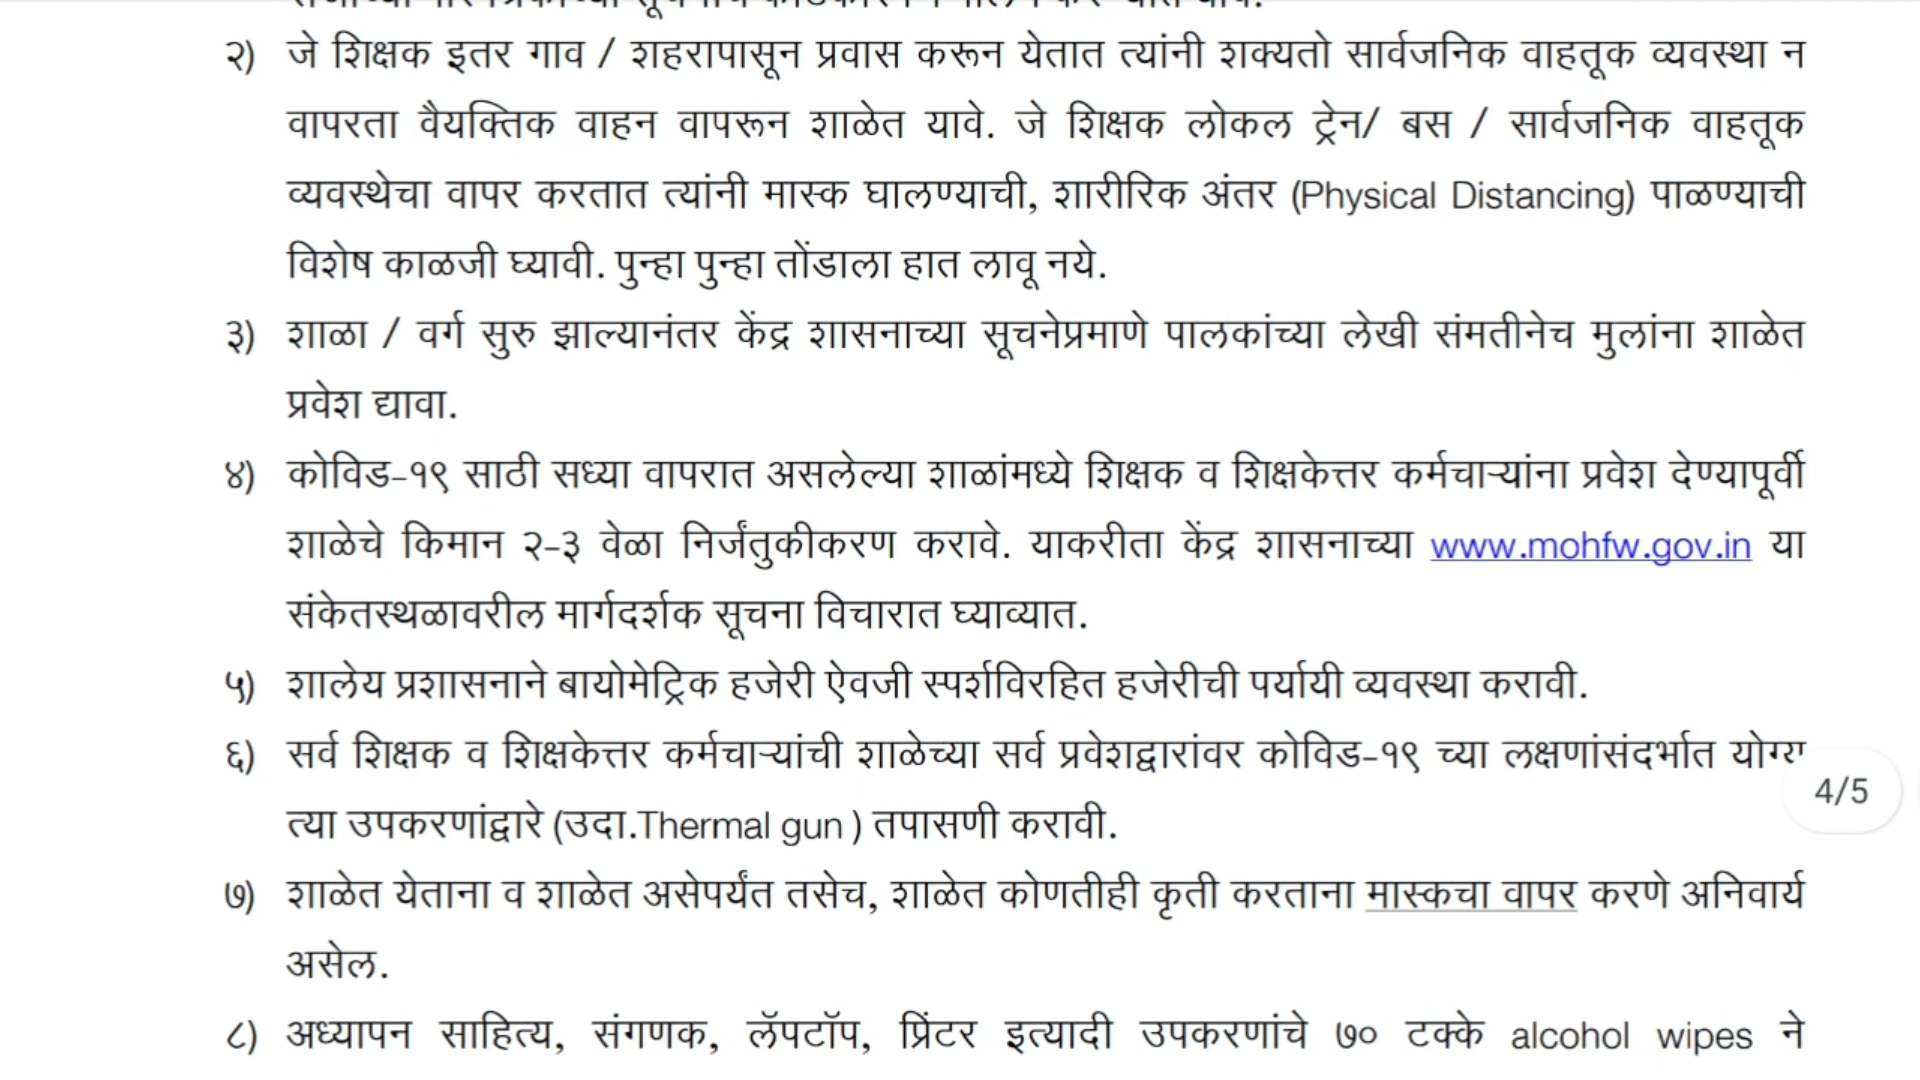 २) जे शिक्षक इतर गाव / शहरापासून प्रवास करून येतात त्यांनी शक्यतो सार्वजनिक वाहतूक व्यवस्था न
वापरता वैयक्तिक वाहन वापरून शाळेत यावे. जे शिक्षक लोकल ट्रेन/ बस / सार्वजनिक वाहतूक
व्यवस्थेचा वापर करतात त्यांनी मास्क घालण्याची, शारीरिक अंतर (Physical Distancing) पाळण्याची
विशेष काळजी घ्यावी. पुन्हा पुन्हा तोंडाला हात लावू नये.
३) शाळा / वर्ग सुरु झाल्यानंतर केंद्र शासनाच्या सूचनेप्रमाणे पालकांच्या लेखी संमतीनेच मुलांना शाळेत
प्रवेश द्यावा.
४) कोविड-१९ साठी सध्या वापरात असलेल्या शाळांमध्ये शिक्षक व शिक्षकेत्तर कर्मचाऱ्यांना प्रवेश देण्यापूर्वी
शाळेचे किमान २-३ वेळा निर्जंतुकीकरण करावे. याकरीता केंद्र शासनाच्या www.mohfw.gov.in या
संकेतस्थळावरील मार्गदर्शक सूचना विचारात घ्याव्यात.
५) शालेय प्रशासनाने बायोमेट्रिक हजेरी ऐवजी स्पर्शविरहित हजेरीची पर्यायी व्यवस्था करावी.
६) सर्व शिक्षक व शिक्षकेत्तर कर्मचाऱ्यांची शाळेच्या सर्व प्रवेशद्वारांवर कोविड-१९ च्या लक्षणांसंदर्भात योग्य
4/5
त्या उपकरणांद्वारे (उदा.Thermal gun ) तपासणी करावी.
७) शाळेत येताना व शाळेत असेपर्यंत तसेच, शाळेत कोणतीही कृती करताना मास्कचा वापर करणे अनिवार्य
असेल.
८) अध्यापन साहित्य, संगणक, लॅपटॉप, प्रिंटर इत्यादी उपकरणांचे ७० टक्के alcohol wipes ने